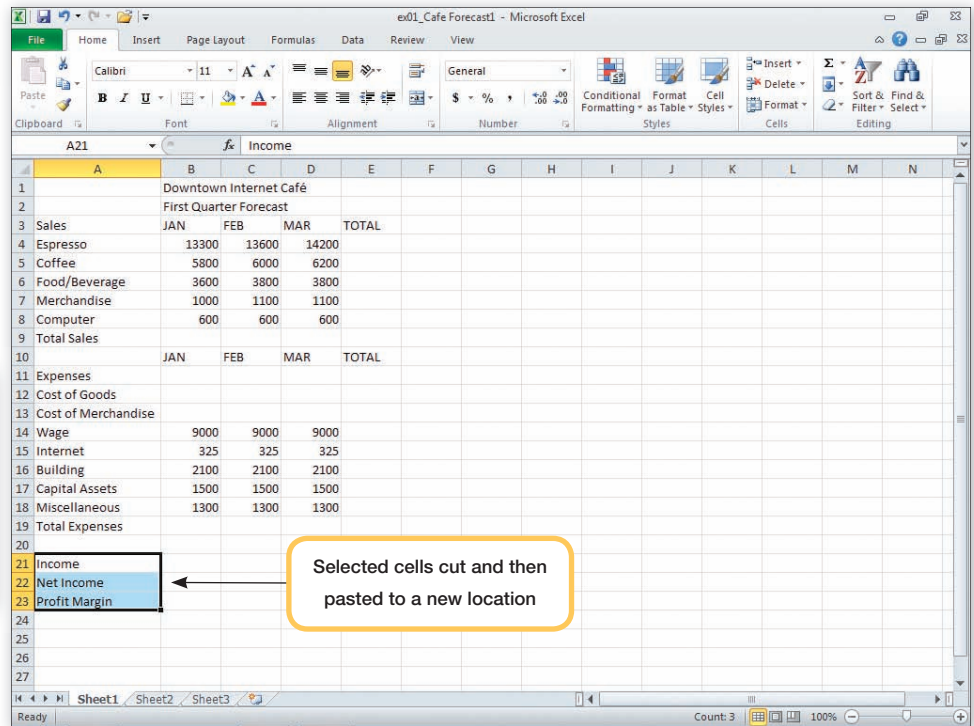 ex01_Cafe Forecast1 - Microsoft Excel
File Home Insert Page Layout Formulas Data Review View
Paste
Calibri 11
B I U
A A
A
General
$ % ,
.00 .0
Conditional Formatting
Format as Table
Cell Styles
Insert
Delete
Format
Σ
Sort & Filter
Find & Select
Clipboard Font Alignment Number Styles Cells Editing
A21 fx Income
A B C D E F G H I J K L M N
1 Downtown Internet Café
2 First Quarter Forecast
3 Sales JAN FEB MAR TOTAL
4 Espresso 13300 13600 14200
5 Coffee 5800 6000 6200
6 Food/Beverage 3600 3800 3800
7 Merchandise 1000 1100 1100
8 Computer 600 600 600
9 Total Sales
10 JAN FEB MAR TOTAL
11 Expenses
12 Cost of Goods
13 Cost of Merchandise
14 Wage 9000 9000 9000
15 Internet 325 325 325
16 Building 2100 2100 2100
17 Capital Assets 1500 1500 1500
18 Miscellaneous 1300 1300 1300
19 Total Expenses
20
21 Income
22 Net Income
23 Profit Margin
24
25
26
27
Selected cells cut and then
pasted to a new location
Sheet1 Sheet2 Sheet3
Ready Count: 3 100%